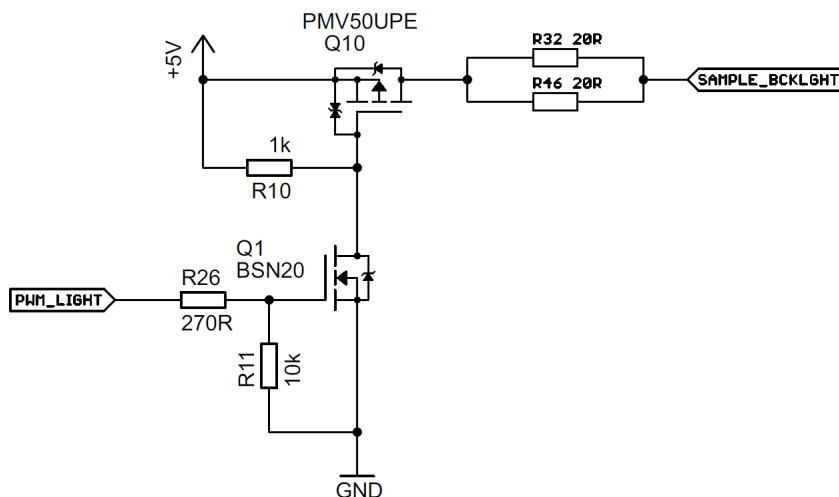 PMV50UPE
Q10
+5V
R32 20R
R46 20R
SAMPLE_BCKLGHT
1k
R10
Q1
BSN20
R26
PWM_LIGHT
270R
R11
10k
GND